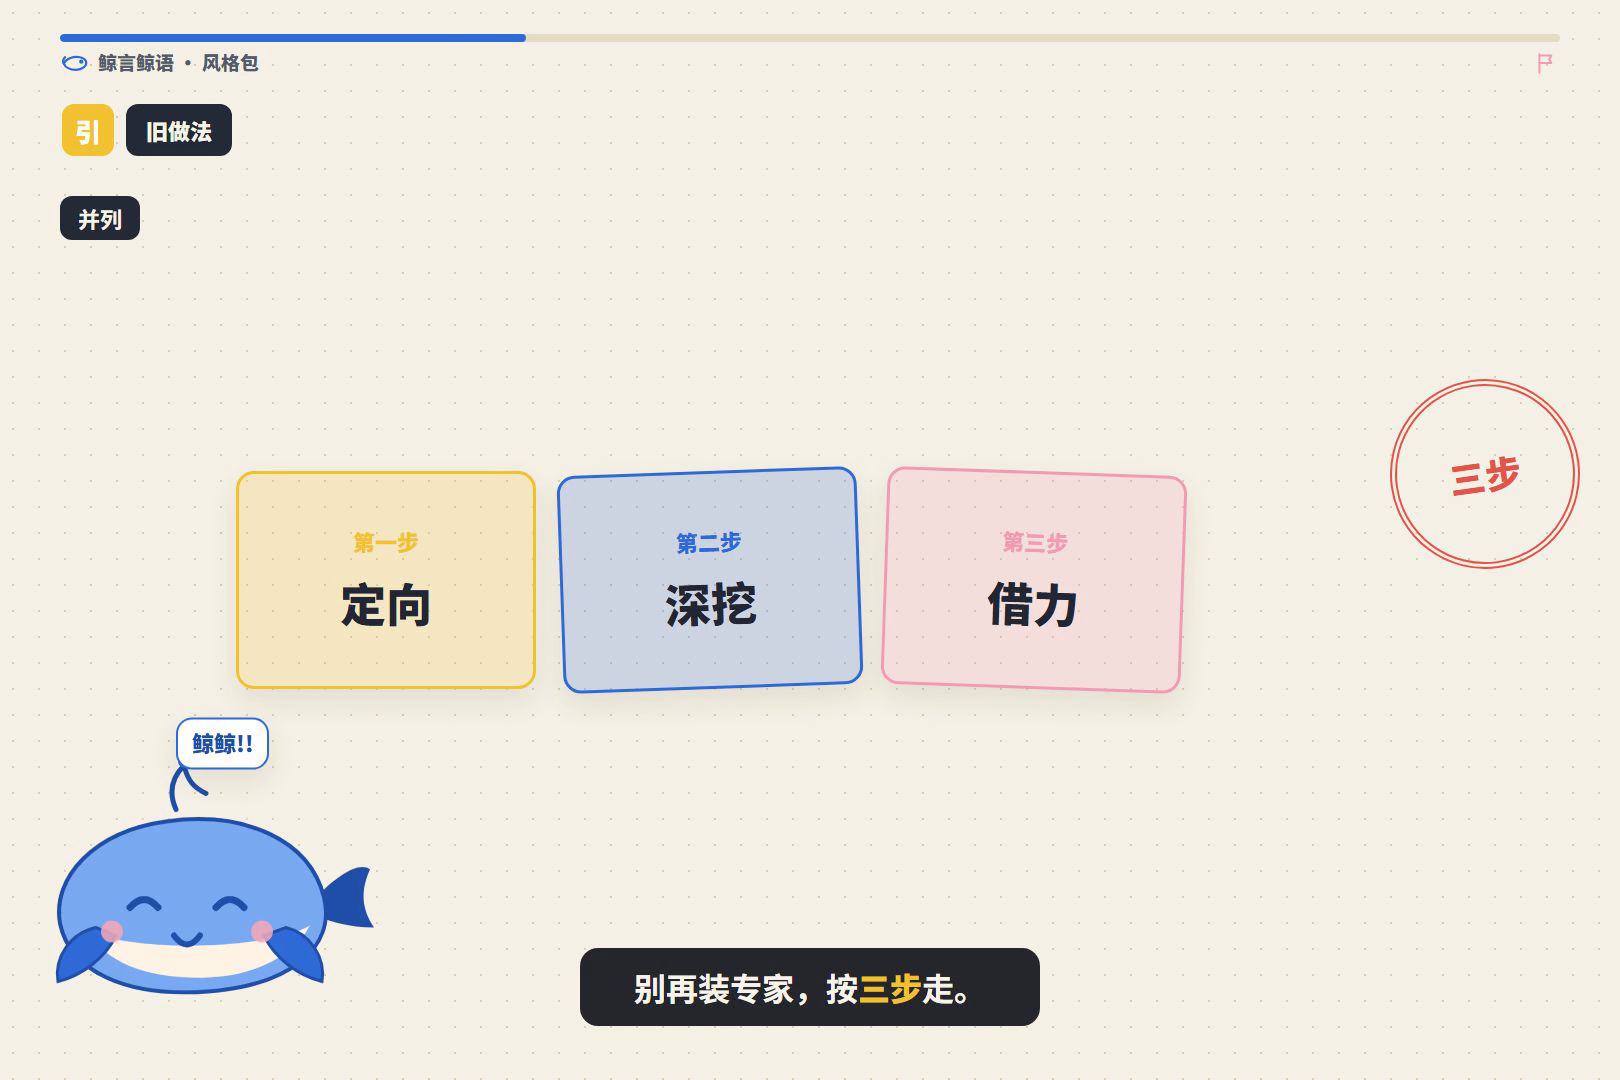 鲸言鲸语 • 风格包
引 旧做法
并列
第一步
定向
第二步
深挖
第三步
借力
三步
鲸鲸!!
别再装专家，按三步走。